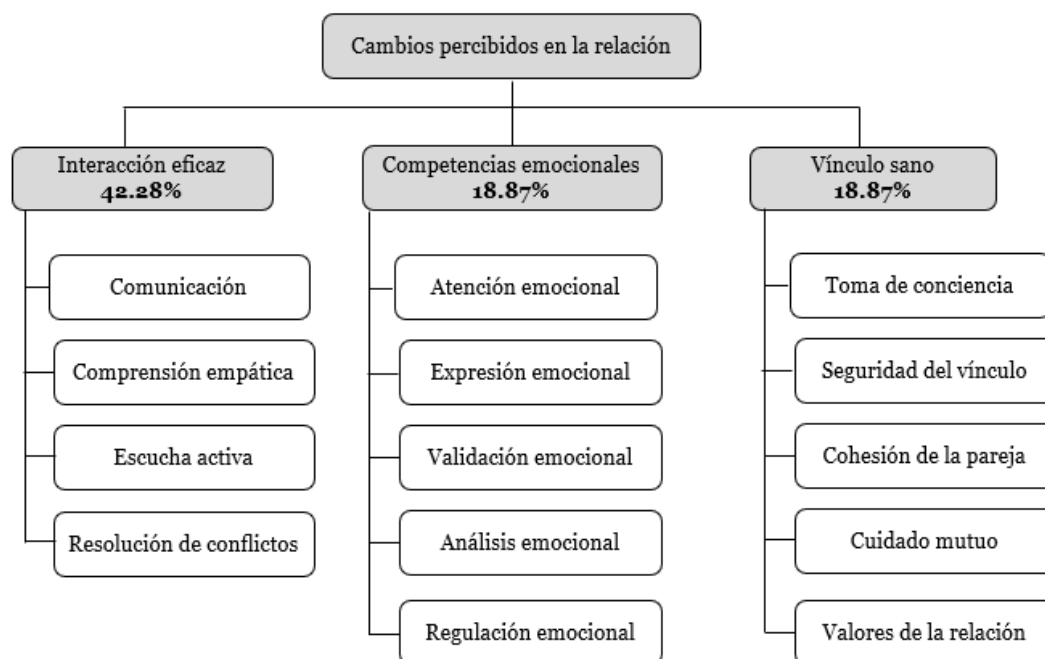 Cambios percibidos en la relación
Interacción eficaz
42.28%
Comunicación
Comprensión empática
Escucha activa
Resolución de conflictos
Competencias emocionales
18.87%
Atención emocional
Expresión emocional
Validación emocional
Análisis emocional
Regulación emocional
Vínculo sano
18.87%
Toma de conciencia
Seguridad del vínculo
Cohesión de la pareja
Cuidado mutuo
Valores de la relación